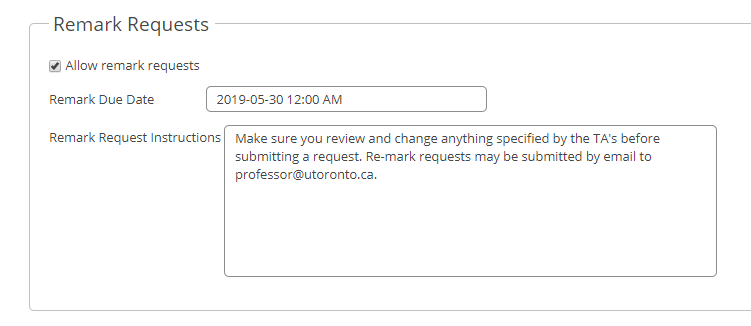 Remark Requests
Allow remark requests
Remark Due Date 2019-05-30 12:00 AM
Remark Request Instructions Make sure you review and change anything specified by the TA's before
submitting a request. Re-mark requests may be submitted by email to
professor@utoronto.ca.